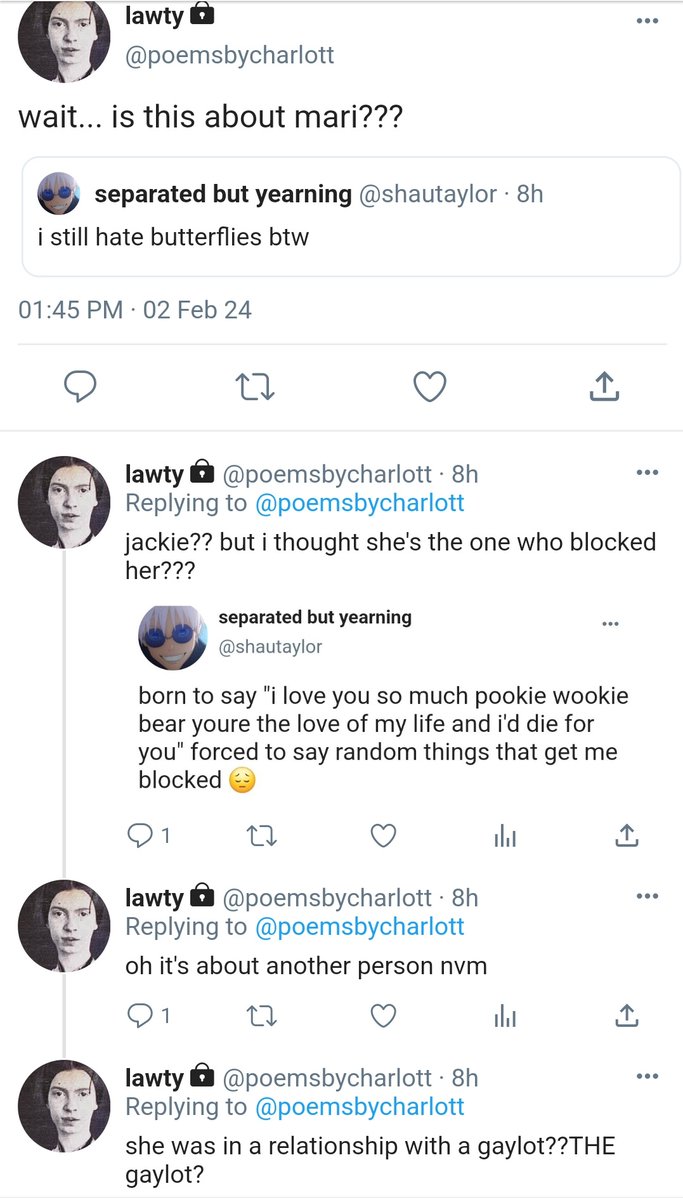 lawty
@poemsbycharlott
wait... is this about mari???
separated but yearning @shautaylor · 8h
i still hate butterflies btw
01:45 PM · 02 Feb 24
lawty @poemsbycharlott · 8h
Replying to @poemsbycharlott
jackie?? but i thought she's the one who blocked
her???
separated but yearning
@shautaylor
born to say "i love you so much pookie wookie
bear youre the love of my life and i'd die for
you" forced to say random things that get me
blocked 😔
1
lawty @poemsbycharlott · 8h
Replying to @poemsbycharlott
oh it's about another person nvm
1
lawty @poemsbycharlott · 8h
Replying to @poemsbycharlott
she was in a relationship with a gaylot??THE
gaylot?